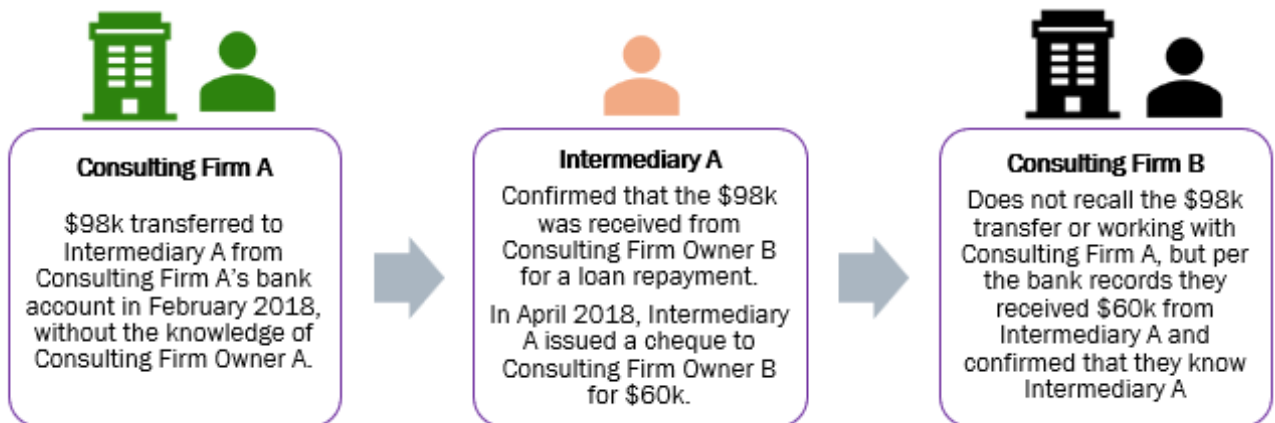 Consulting Firm A
$98k transferred to
Intermediary A from
Consulting Firm A's bank
account in February 2018,
without the knowledge of
Consulting Firm Owner A.
Intermediary A
Confirmed that the $98k
was received from
Consulting Firm Owner B
for a loan repayment.
In April 2018, Intermediary
A issued a cheque to
Consulting Firm Owner B
for $60k.
Consulting Firm B
Does not recall the $98k
transfer or working with
Consulting Firm A, but per
the bank records they
received $60k from
Intermediary A and
confirmed that they know
Intermediary A